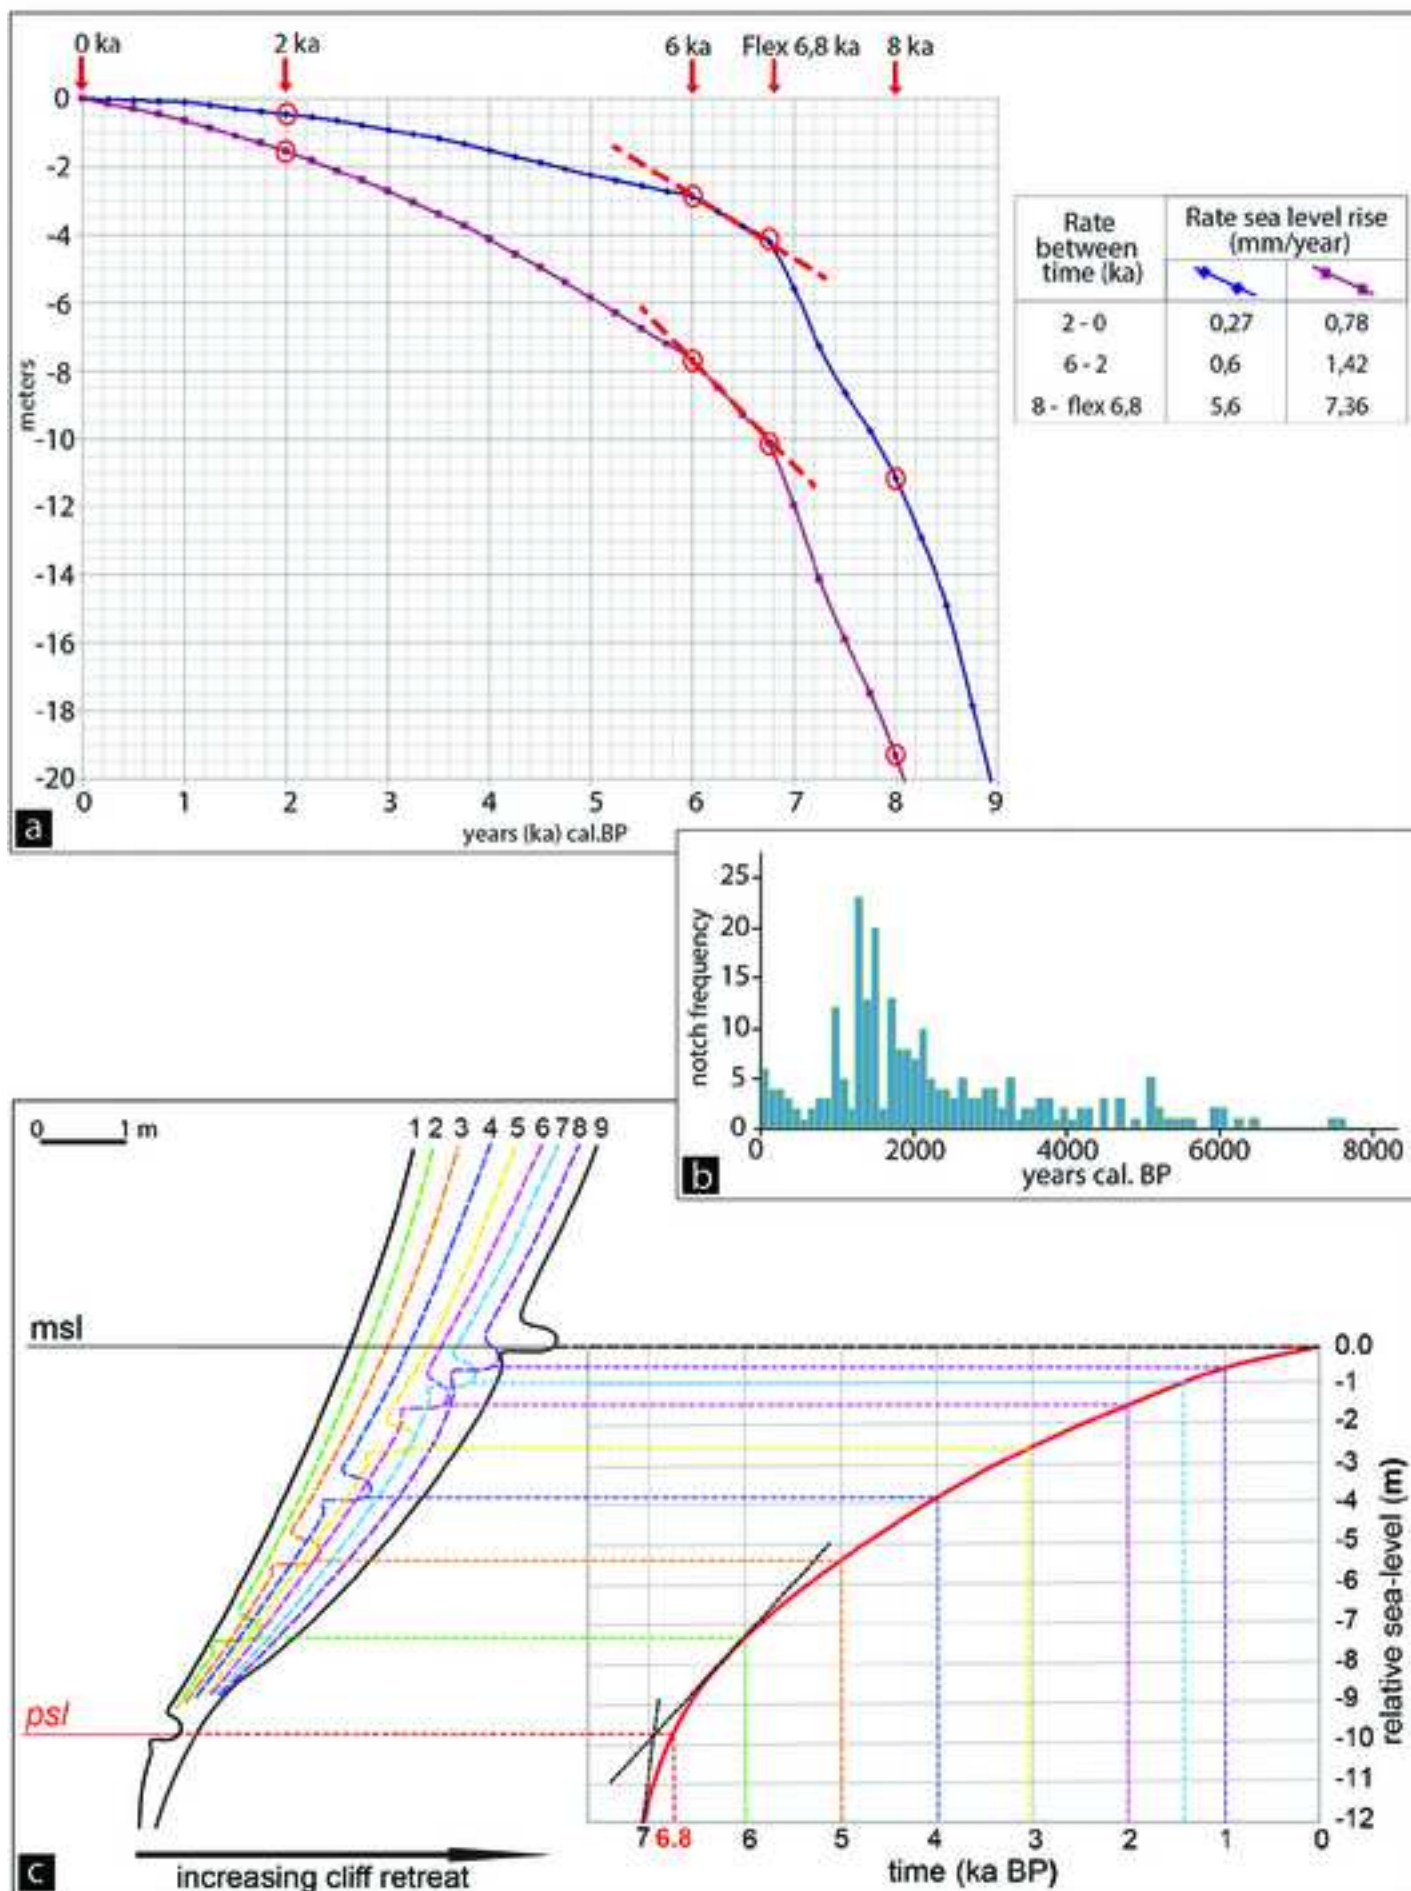 0 ka 2 ka 6 ka Flex 6,8 ka 8 ka
0
-2
-4
-6
-8
-10
-12
-14
-16
-18
-20
meters
0 1 2 3 4 5 6 7 8 9
years (ka) cal.BP
a
Rate between time (ka)
Rate sea level rise (mm/year)
2 - 0 0,27 0,78
6 - 2 0,6 1,42
8 - flex 6,8 5,6 7,36
25
20
15
10
5
0
notch frequency
0 2000 4000 6000 8000
years cal. BP
b
0 1 m
1 2 3 4 5 6 7 8 9
msl
psl
0.0
-1
-2
-3
-4
-5
-6
-7
-8
-9
-10
-11
-12
relative sea-level (m)
7 6.8 6 5 4 3 2 1 0
time (ka BP)
increasing cliff retreat
c